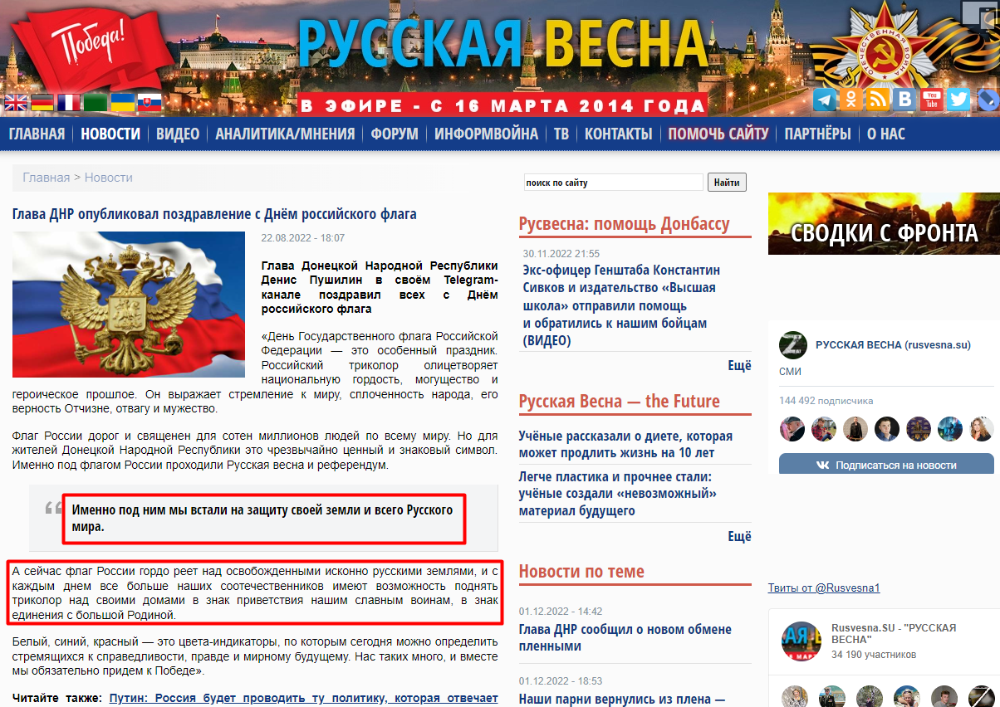 Победа!
РУССКАЯ ВЕСНА
ОТЕЧЕСТВЕННАЯ ВОЙНА
В ЭФИРЕ - С 16 МАРТА 2014 ГОДА
You Tube
ГЛАВНАЯ НОВОСТИ ВИДЕО АНАЛИТИКА/МНЕНИЯ ФОРУМ ИНФОРМВОЙНА ТВ КОНТАКТЫ ПОМОЧЬ САЙТУ ПАРТНЁРЫ О НАС
Главная > Новости
Глава ДНР опубликовал поздравление с Днём российского флага
22.08.2022 - 18:07
Глава Донецкой Народной Республики
Денис Пушилин в своём Telegram-
канале поздравил всех с Днём
российского флага
«День Государственного флага Российской
Федерации — это особенный праздник.
Российский триколор олицетворяет
национальную гордость, могущество и
героическое прошлое. Он выражает стремление к миру, сплоченность народа, его
верность Отчизне, отвагу и мужество.
Флаг России дорог и священен для сотен миллионов людей по всему миру. Но для
жителей Донецкой Народной Республики это чрезвычайно ценный и знаковый символ.
Именно под флагом России проходили Русская весна и референдум.
“ Именно под ним мы встали на защиту своей земли и всего Русского
мира.
А сейчас флаг России гордо реет над освобожденными исконно русскими землями, и с
каждым днем все больше наших соотечественников имеют возможность поднять
триколор над своими домами в знак приветствия нашим славным воинам, в знак
единения с большой Родиной.
Белый, синий, красный — это цвета-индикаторы, по которым сегодня можно определить
стремящихся к справедливости, правде и мирному будущему. Нас таких много, и вместе
мы обязательно придем к Победе».
Читайте также: Путин: Россия будет проводить ту политику, которая отвечает
поиск по сайту
Найти
Русвесна: помощь Донбассу
30.11.2022 21:55
Экс-офицер Генштаба Константин
Сивков и издательство «Высшая
школа» отправили помощь
и обратились к нашим бойцам
(ВИДЕО)
Ещё
Русская Весна — the Future
Учёные рассказали о диете, которая
может продлить жизнь на 10 лет
Легче пластика и прочнее стали:
учёные создали «невозможный»
материал будущего
Ещё
Новости по теме
01.12.2022 - 14:42
Глава ДНР сообщил о новом обмене
пленными
01.12.2022 - 18:53
Наши парни вернулись из плена —
СВОДКИ С ФРОНТА
РУССКАЯ ВЕСНА (rusvesna.su)
СМИ
144 492 подписчика
Подписаться на новости
Твиты от @Rusvesna1
Rusvesna.SU - "РУССКАЯ
ВЕСНА"
34 190 участников